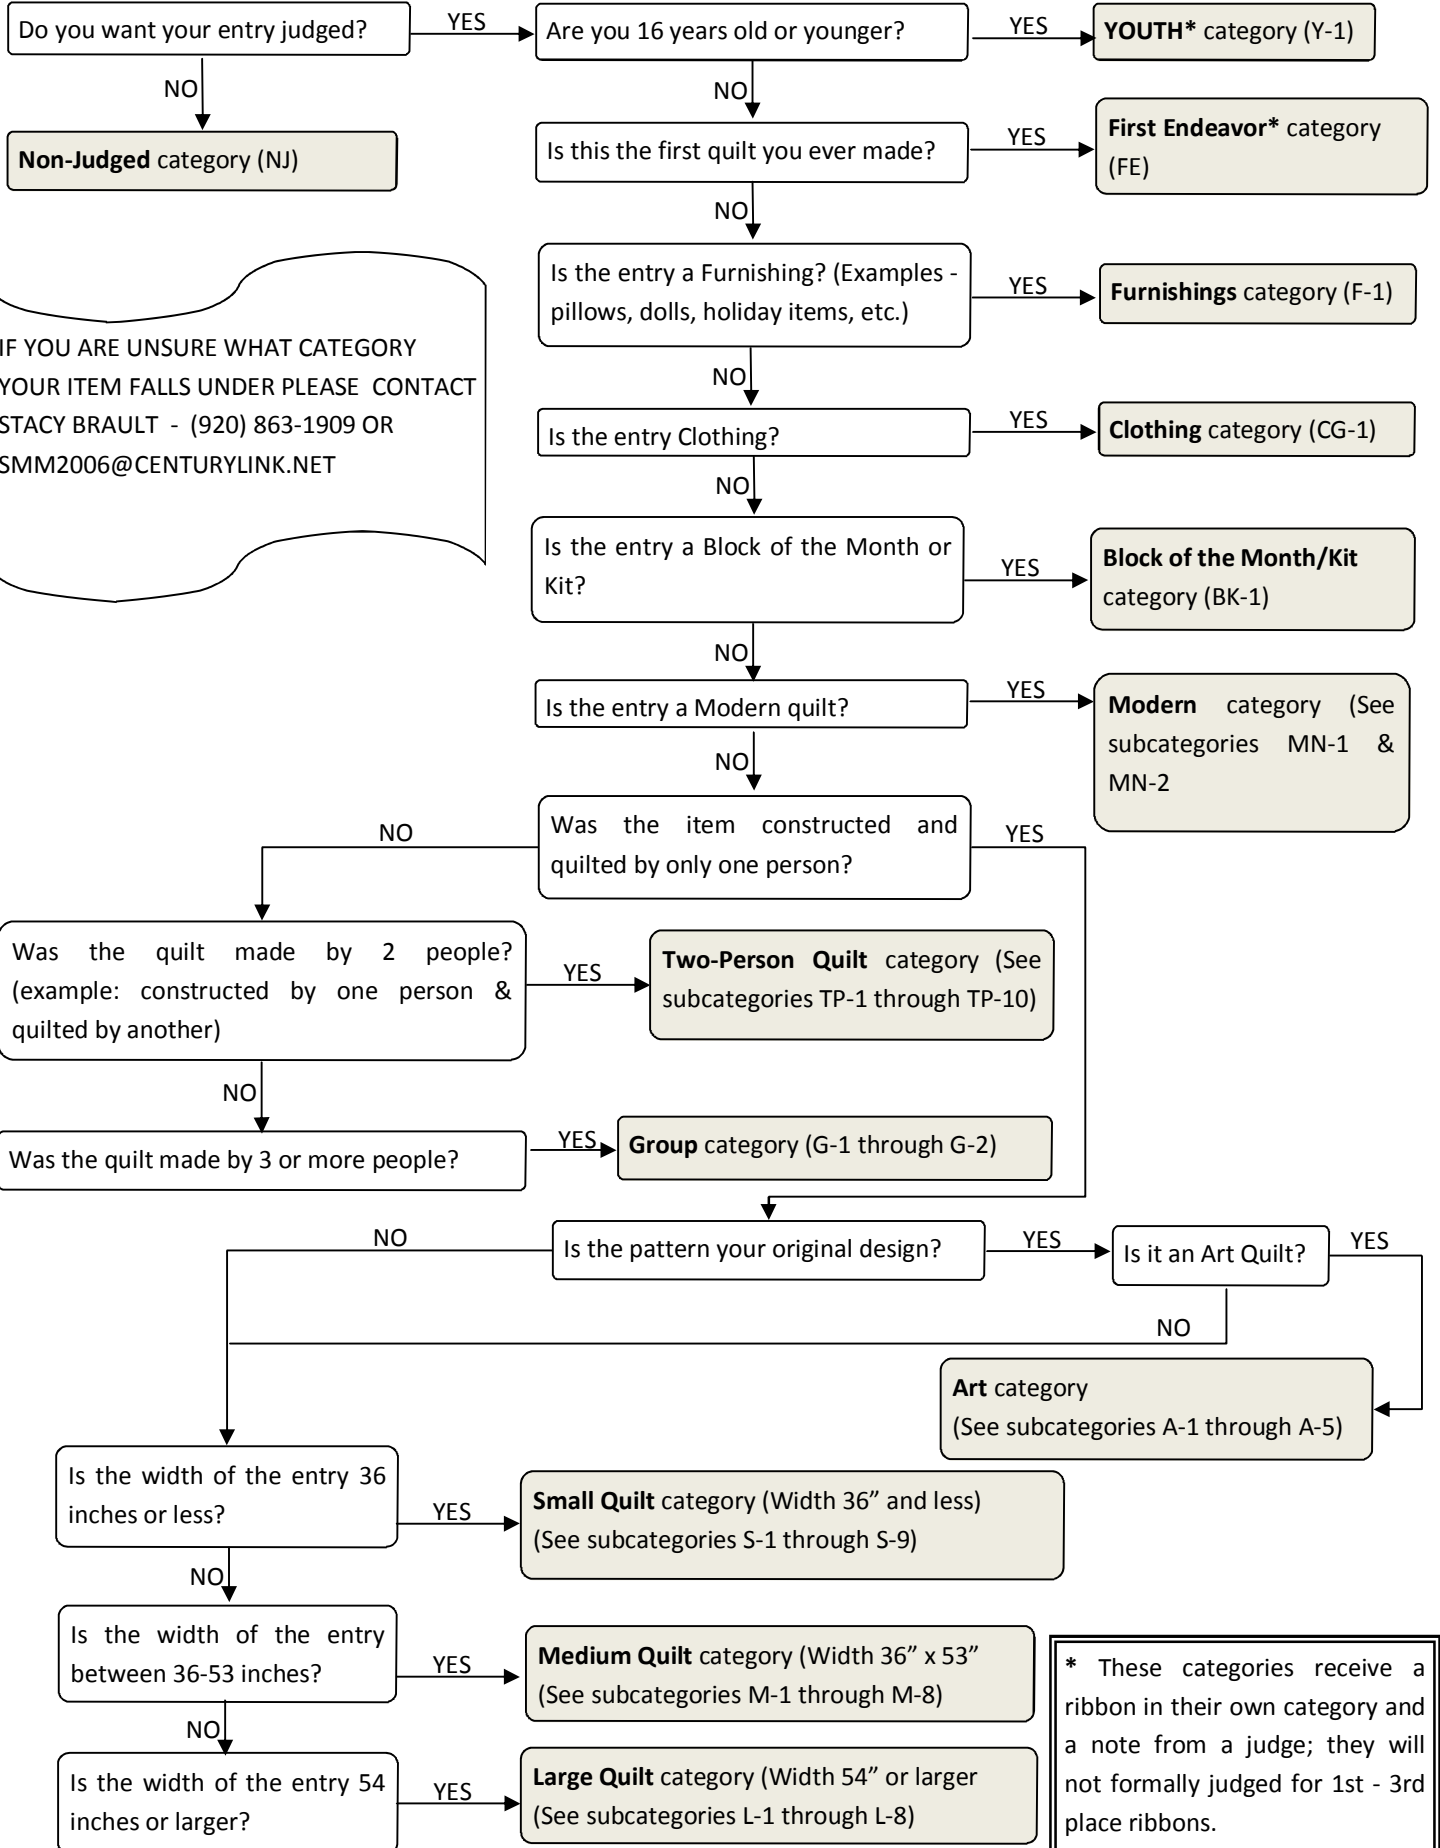 Do you want your entry judged?
YES
Are you 16 years old or younger?
YES
YOUTH* category (Y-1)
NO
NO
Non-Judged category (NJ)
Is this the first quilt you ever made?
YES
First Endeavor* category
(FE)
NO
Is the entry a Furnishing? (Examples -
pillows, dolls, holiday items, etc.)
YES
Furnishings category (F-1)
IF YOU ARE UNSURE WHAT CATEGORY
YOUR ITEM FALLS UNDER PLEASE CONTACT
STACY BRAULT - (920) 863-1909 OR
SMM2006@CENTURYLINK.NET
NO
Is the entry Clothing?
YES
Clothing category (CG-1)
NO
Is the entry a Block of the Month or
Kit?
YES
Block of the Month/Kit
category (BK-1)
NO
Is the entry a Modern quilt?
YES
Modern category (See
subcategories MN-1 &
MN-2
NO
Was the item constructed and
quilted by only one person?
NO
YES
Was the quilt made by 2 people?
(example: constructed by one person &
quilted by another)
YES
Two-Person Quilt category (See
subcategories TP-1 through TP-10)
NO
Was the quilt made by 3 or more people?
YES
Group category (G-1 through G-2)
NO
Is the pattern your original design?
YES
Is it an Art Quilt?
YES
NO
Art category
(See subcategories A-1 through A-5)
Is the width of the entry 36
inches or less?
YES
Small Quilt category (Width 36” and less)
(See subcategories S-1 through S-9)
NO
Is the width of the entry
between 36-53 inches?
YES
Medium Quilt category (Width 36” x 53”
(See subcategories M-1 through M-8)
NO
Is the width of the entry 54
inches or larger?
YES
Large Quilt category (Width 54” or larger
(See subcategories L-1 through L-8)
* These categories receive a
ribbon in their own category and
a note from a judge; they will
not formally judged for 1st - 3rd
place ribbons.